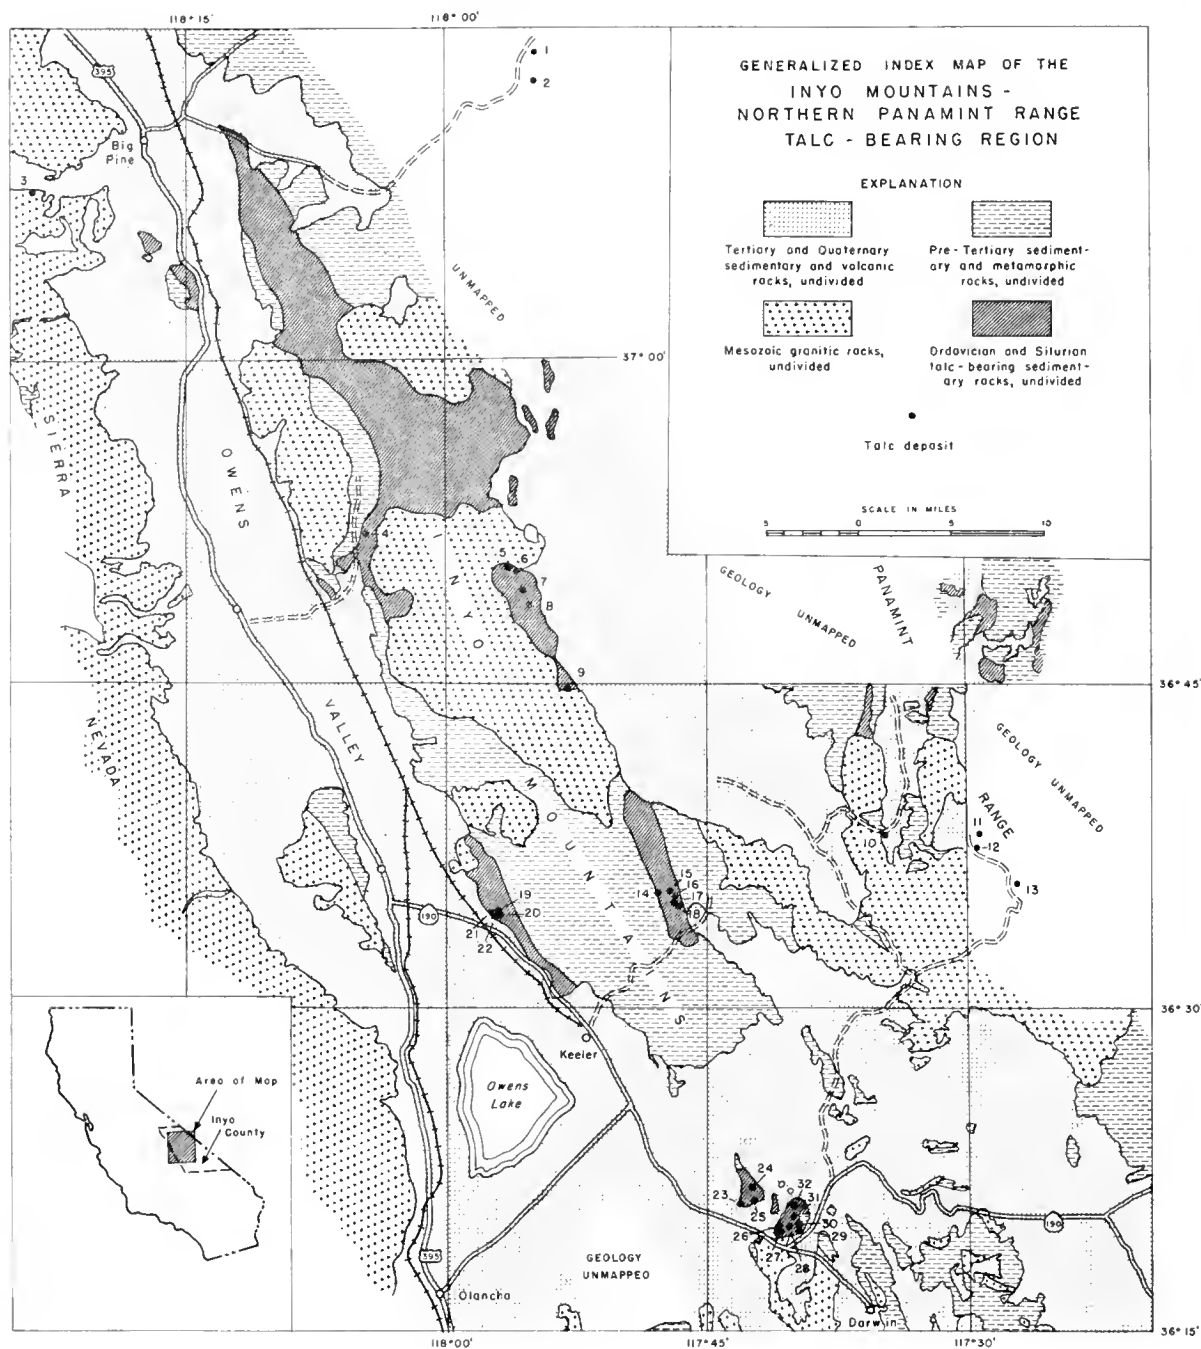 118° 15'
118° 00'
GENERALIZED INDEX MAP OF THE
INYO MOUNTAINS -
NORTHERN PANAMINT RANGE
TALC - BEARING REGION
EXPLANATION
Tertiary and Quaternary
sedimentary and volcanic
rocks, undivided
Pre-Tertiary sediment-
ary and metamorphic
rocks, undivided
Mesozoic granitic rocks,
undivided
Ordovician and Silurian
talc-bearing sediment-
ary rocks, undivided
Talc deposit
SCALE IN MILES
5 0 5 10
1
2
395
Big
Pine
3
UNMAPPED
37° 00'
SIERRA
NEVADA
OWENS
VALLEY
INYO
MOUNTAINS
4
5
6
7
8
9
GEOLOGY
UNMAPPED
PANAMINT
RANGE
36° 45'
GEOLOGY
UNMAPPED
10
11
12
13
14
15
16
17
18
19
20
21
22
190
36° 30'
Keeler
Owens
Lake
Area of Map
Inyo
County
23
24
25
26
27
28
29
30
31
32
190
395
GEOLOGY
UNMAPPED
Olancha
Darwin
118° 00'
117° 45'
117° 30'
36° 15'